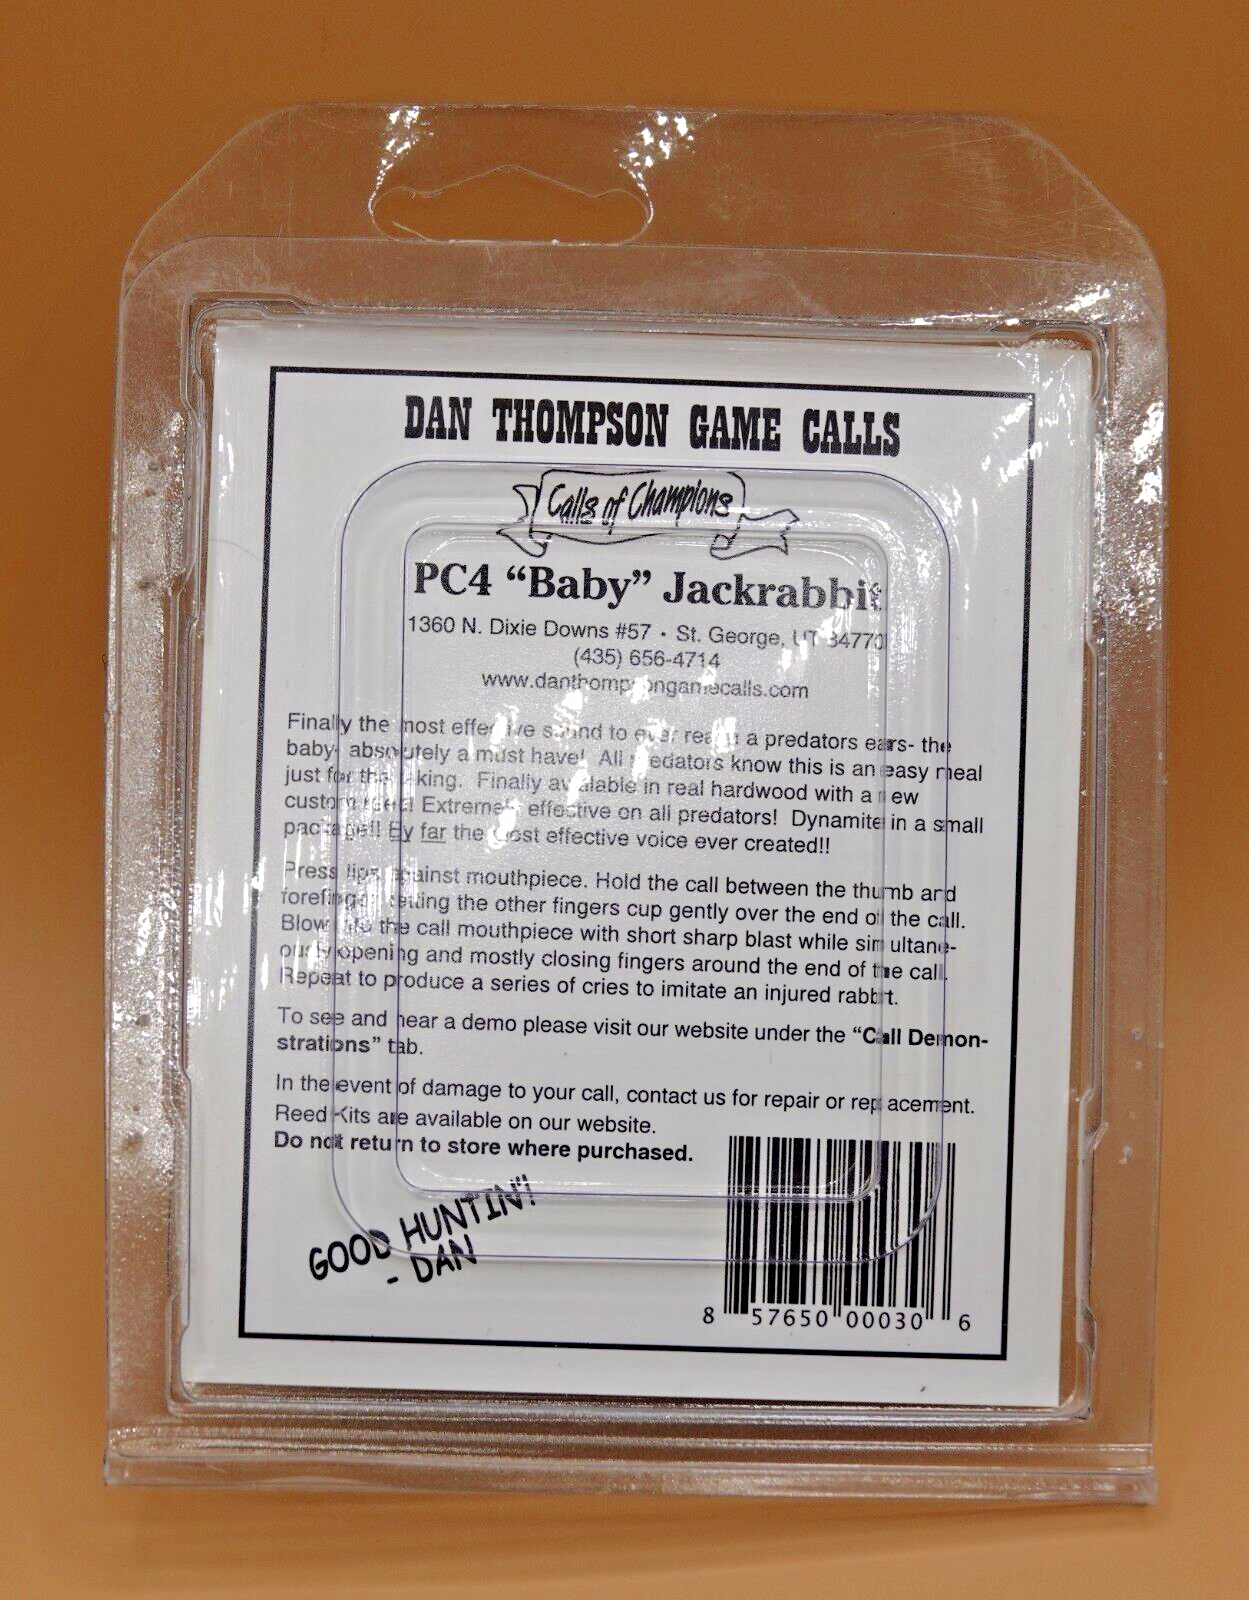 DAN THOMPSON GAME CALLS
Calls of Champions
PC4 “Baby” Jackrabbit
1360 N. Dixie Downs #57 • St. George, UT 84770
(435) 656-4714
www.danthompsongamecalls.com
Finally the most effective sound to ever reach a predators ears- the
baby- absolutely a must have! All predators know this is an easy meal
just for the taking. Finally available in real hardwood with a new
custom reed! Extremely effective on all predators! Dynamite in a small
package!! By far the most effective voice ever created!!
Press lips against mouthpiece. Hold the call between the thumb and
forefinger letting the other fingers cup gently over the end of the call.
Blow into the call mouthpiece with short sharp blast while simultane-
ously opening and mostly closing fingers around the end of the call.
Repeat to produce a series of cries to imitate an injured rabbit.
To see and hear a demo please visit our website under the “Call Demon-
strations” tab.
In the event of damage to your call, contact us for repair or replacement.
Reed Kits are available on our website.
Do not return to store where purchased.
GOOD HUNTIN'!
- DAN
8 57650 00030 6